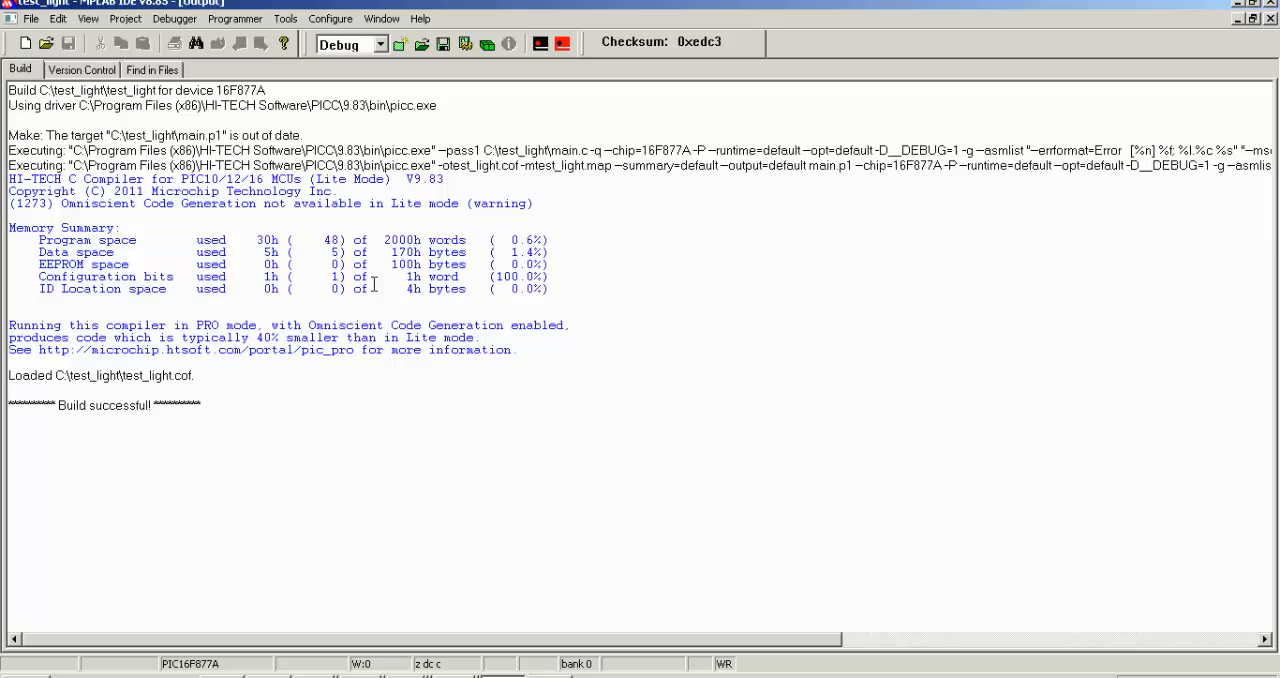 test_light - MPLAB IDE v8.85 - [Output]
File Edit View Project Debugger Programmer Tools Configure Window Help
Debug Checksum: 0xedc3
Build Version Control Find in Files
Build C:\test_light\test_light for device 16F877A
Using driver C:\Program Files (x86)\HI-TECH Software\PICC\9.83\bin\picc.exe
Make: The target "C:\test_light\main.p1" is out of date.
Executing: "C:\Program Files (x86)\HI-TECH Software\PICC\9.83\bin\picc.exe" --pass1 C:\test_light\main.c -q --chip=16F877A -P --runtime=default --opt=default -D__DEBUG=1 -g --asmlist "--errformat=Error   [%n] %f; %l.%c %s" "--ms
Executing: "C:\Program Files (x86)\HI-TECH Software\PICC\9.83\bin\picc.exe" -otest_light.cof -mtest_light.map --summary=default --output=default main.p1 --chip=16F877A -P --runtime=default --opt=default -D__DEBUG=1 -g --asmlis
HI-TECH C Compiler for PIC10/12/16 MCUs (Lite Mode)  V9.83
Copyright (C) 2011 Microchip Technology Inc.
(1273) Omniscient Code Generation not available in Lite mode (warning)
Memory Summary:
Program space used 30h ( 48) of 2000h words ( 0.6%)
Data space used 5h ( 5) of 170h bytes ( 1.4%)
EEPROM space used 0h ( 0) of 100h bytes ( 0.0%)
Configuration bits used 1h ( 1) of 1h word (100.0%)
ID Location space used 0h ( 0) of 4h bytes ( 0.0%)
Running this compiler in PRO mode, with Omniscient Code Generation enabled,
produces code which is typically 40% smaller than in Lite mode.
See http://microchip.htsoft.com/portal/pic_pro for more information.
Loaded C:\test_light\test_light.cof.
********** Build successful! **********
PIC16F877A W:0 z dc c bank 0 WR